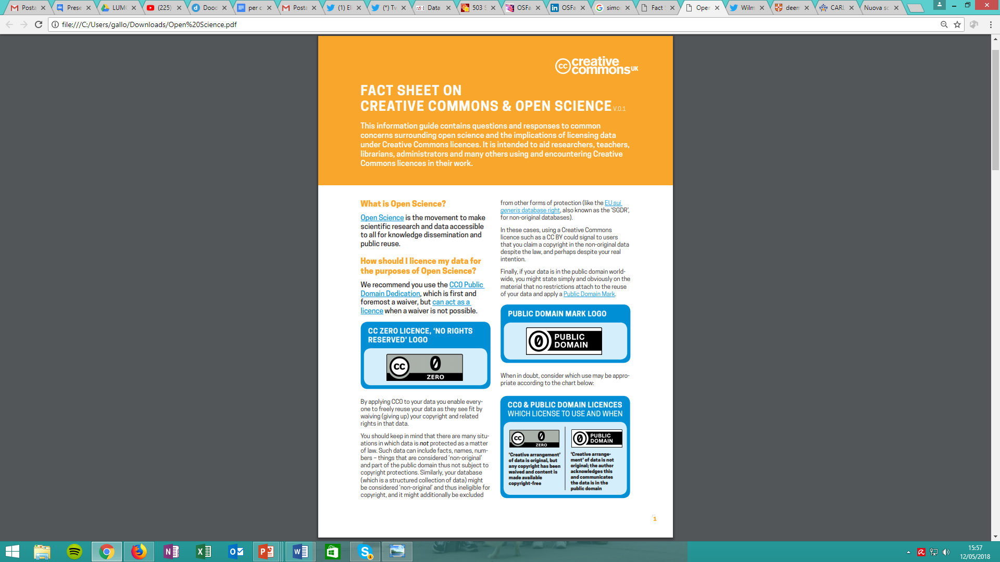 Posta
Prese
LUMO
(225)
Dooc
per c
Posta
(1) El
(*) Tw
Data
503 S
OSFa
OSFa
simo
Fact S
Open
Wilm
deem
CARL
Nuova sc
file:///C:/Users/gallo/Downloads/Open%20Science.pdf
cc creative
commons UK
FACT SHEET ON
CREATIVE COMMONS & OPEN SCIENCE V.0.1
This information guide contains questions and responses to common
concerns surrounding open science and the implications of licensing data
under Creative Commons licences. It is intended to aid researchers, teachers,
librarians, administrators and many others using and encountering Creative
Commons licences in their work.
What is Open Science?
Open Science is the movement to make
scientific research and data accessible
to all for knowledge dissemination and
public reuse.
How should I licence my data for
the purposes of Open Science?
We recommend you use the CC0 Public
Domain Dedication, which is first and
foremost a waiver, but can act as a
licence when a waiver is not possible.
CC ZERO LICENCE, ‘NO RIGHTS
RESERVED’ LOGO
cc 0
ZERO
By applying CC0 to your data you enable every-
one to freely reuse your data as they see fit by
waiving (giving up) your copyright and related
rights in that data.
You should keep in mind that there are many situ-
ations in which data is not protected as a matter
of law. Such data can include facts, names, num-
bers – things that are considered ‘non-original’
and part of the public domain thus not subject to
copyright protections. Similarly, your database
(which is a structured collection of data) might
be considered ‘non-original’ and thus ineligible for
copyright, and it might additionally be excluded
from other forms of protection (like the EU sui
generis database right, also known as the ‘SGDR’,
for non-original databases).
In these cases, using a Creative Commons
licence such as a CC BY could signal to users
that you claim a copyright in the non-original data
despite the law, and perhaps despite your real
intention.
Finally, if your data is in the public domain world-
wide, you might state simply and obviously on the
material that no restrictions attach to the reuse
of your data and apply a Public Domain Mark.
PUBLIC DOMAIN MARK LOGO
0 PUBLIC
DOMAIN
When in doubt, consider which use may be appro-
priate according to the chart below:
CC0 & PUBLIC DOMAIN LICENCES
WHICH LICENSE TO USE AND WHEN
cc 0
ZERO
‘Creative arrangement’
of data is original, but
any copyright has been
waived and content is
made available
copyright-free
0 PUBLIC
DOMAIN
‘Creative arrange-
ment’ of data is not
original; the author
acknowledges this
and communicates
the data is in the
public domain
1
15:57
12/05/2018